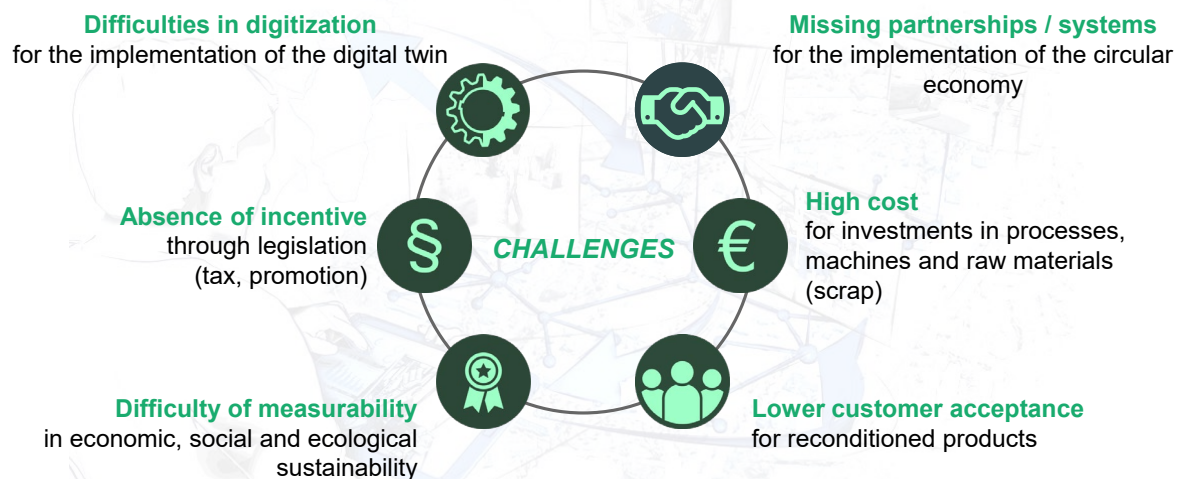 Difficulties in digitization
for the implementation of the digital twin
Missing partnerships / systems
for the implementation of the circular
economy
Absence of incentive
through legislation
(tax, promotion)
§
CHALLENGES
€
High cost
for investments in processes,
machines and raw materials
(scrap)
Difficulty of measurability
in economic, social and ecological
sustainability
Lower customer acceptance
for reconditioned products